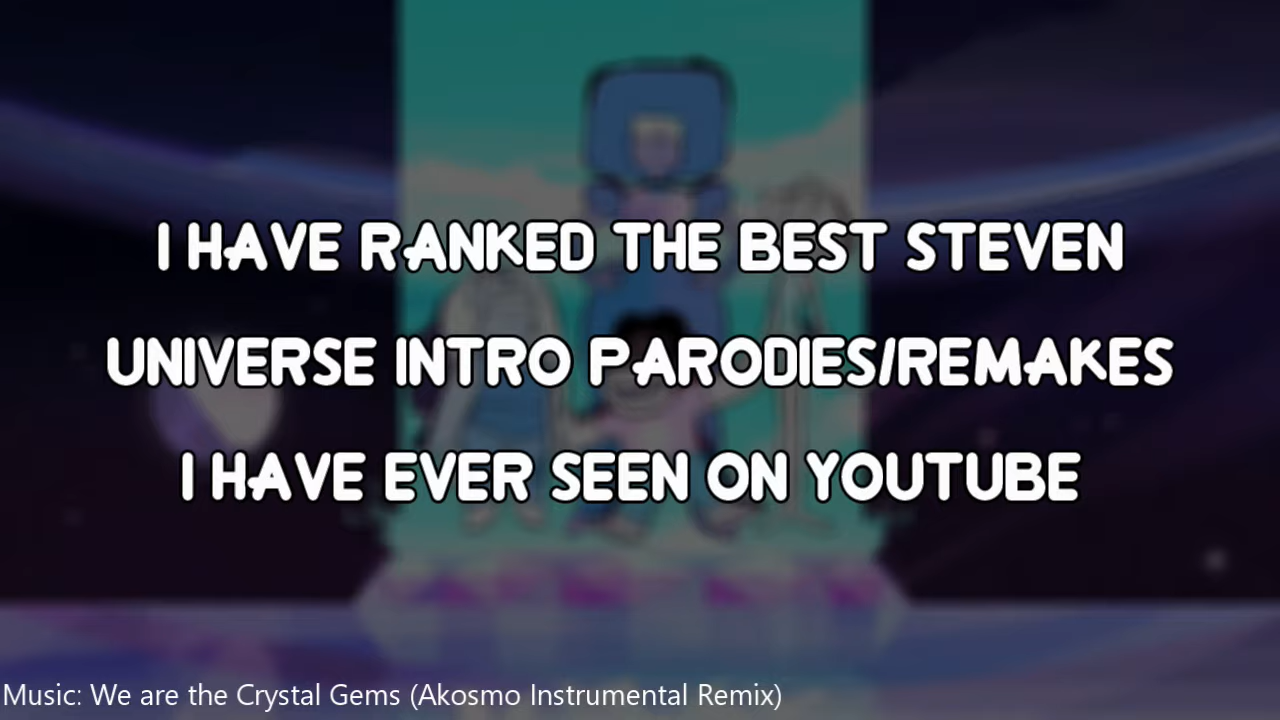 I HAVE RANKED THE BEST STEVEN
UNIVERSE INTRO PARODIES/REMAKES
I HAVE EVER SEEN ON YOUTUBE
Music: We are the Crystal Gems (Akosmo Instrumental Remix)